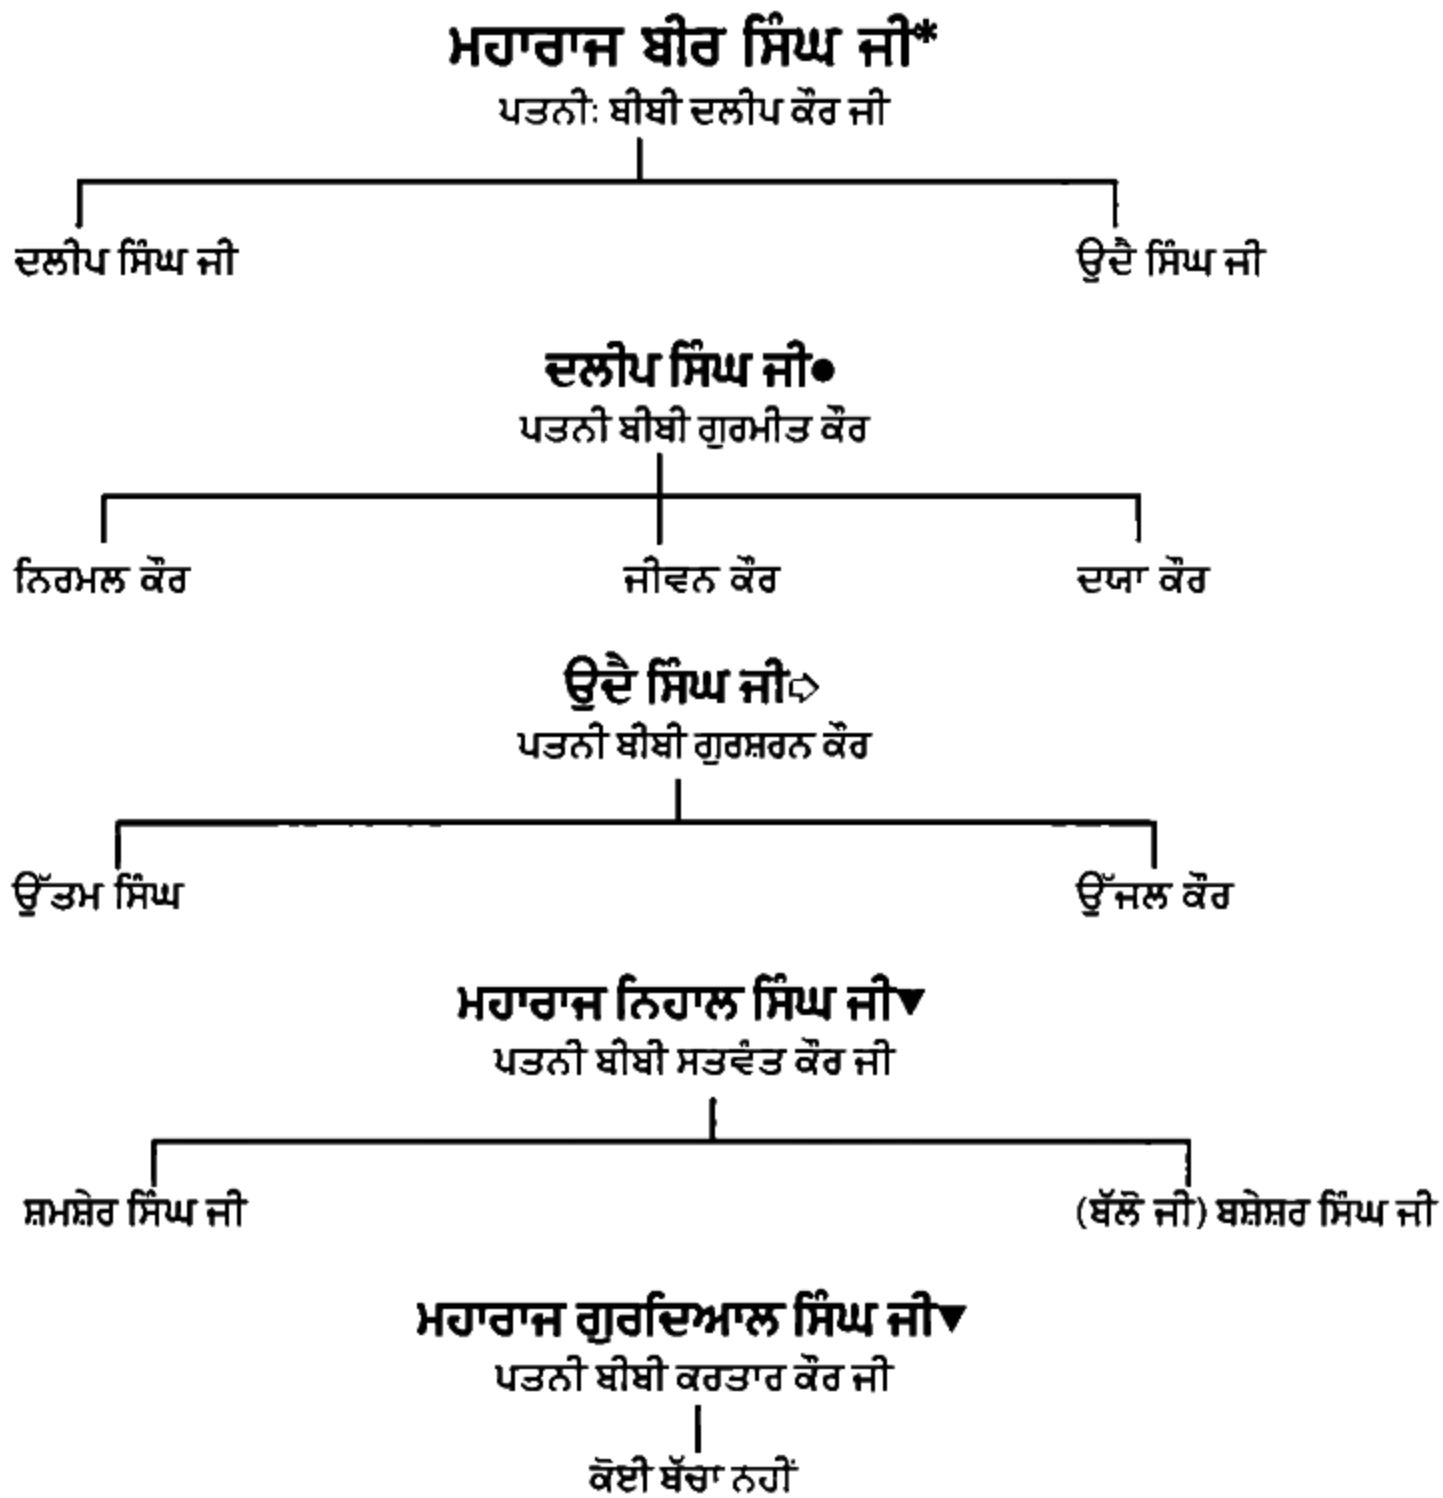 ਮਹਾਰਾਜ ਬੀਰ ਸਿੰਘ ਜੀ*
ਪਤਨੀ: ਬੀਬੀ ਦਲੀਪ ਕੌਰ ਜੀ
ਦਲੀਪ ਸਿੰਘ ਜੀ ਉਦੈ ਸਿੰਘ ਜੀ
ਦਲੀਪ ਸਿੰਘ ਜੀ●
ਪਤਨੀ ਬੀਬੀ ਗੁਰਮੀਤ ਕੌਰ
ਨਿਰਮਲ ਕੌਰ ਜੀਵਨ ਕੌਰ ਦਯਾ ਕੌਰ
ਉਦੈ ਸਿੰਘ ਜੀ➪
ਪਤਨੀ ਬੀਬੀ ਗੁਰਸ਼ਰਨ ਕੌਰ
ਉੱਤਮ ਸਿੰਘ ਉੱਜਲ ਕੌਰ
ਮਹਾਰਾਜ ਨਿਹਾਲ ਸਿੰਘ ਜੀ▼
ਪਤਨੀ ਬੀਬੀ ਸਤਵੰਤ ਕੌਰ ਜੀ
ਸ਼ਮਸ਼ੇਰ ਸਿੰਘ ਜੀ (ਬੱਲੋ ਜੀ) ਬਸ਼ੇਸ਼ਰ ਸਿੰਘ ਜੀ
ਮਹਾਰਾਜ ਗੁਰਦਿਆਲ ਸਿੰਘ ਜੀ▼
ਪਤਨੀ ਬੀਬੀ ਕਰਤਾਰ ਕੌਰ ਜੀ
ਕੋਈ ਬੱਚਾ ਨਹੀਂ